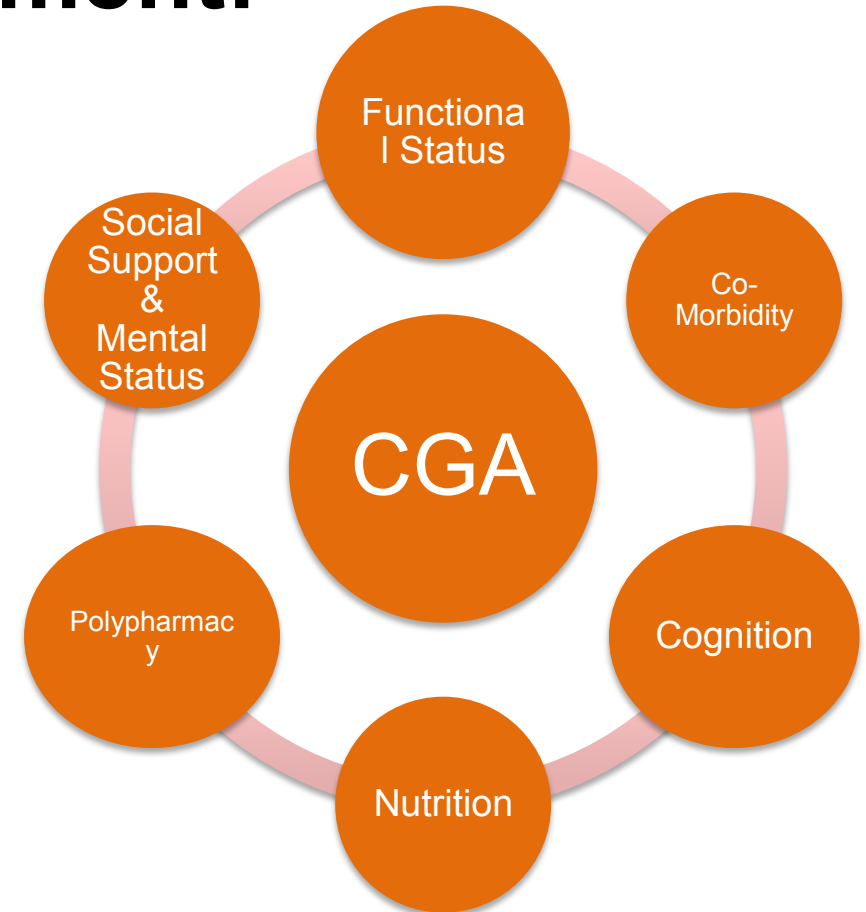 Functiona
l Status
Social
Support
&
Mental
Status
Co-
Morbidity
CGA
Polypharmac
y
Cognition
Nutrition